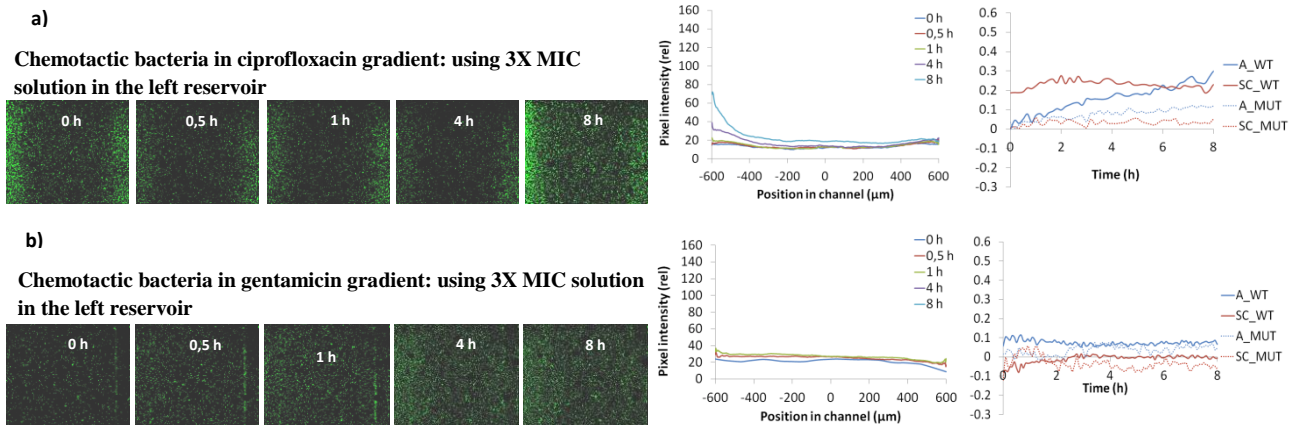 a)
Chemotactic bacteria in ciprofloxacin gradient: using 3X MIC
solution in the left reservoir
0 h
0,5 h
1 h
4 h
8 h
Pixel intensity (rel)
160
140
120
100
80
60
40
20
0
-600
-400
-200
0
200
400
600
Position in channel (µm)
0 h
0,5 h
1 h
4 h
8 h
0.6
0.5
0.4
0.3
0.2
0.1
0
-0.1
-0.2
-0.3
0
2
4
6
8
Time (h)
A_WT
SC_WT
A_MUT
SC_MUT
b)
Chemotactic bacteria in gentamicin gradient: using 3X MIC solution
in the left reservoir
0 h
0,5 h
1 h
4 h
8 h
Pixel intensity (rel)
160
140
120
100
80
60
40
20
0
-600
-400
-200
0
200
400
600
Position in channel (µm)
0 h
0,5 h
1 h
4 h
8 h
0.6
0.5
0.4
0.3
0.2
0.1
0
-0.1
-0.2
-0.3
0
2
4
6
8
Time (h)
A_WT
SC_WT
A_MUT
SC_MUT